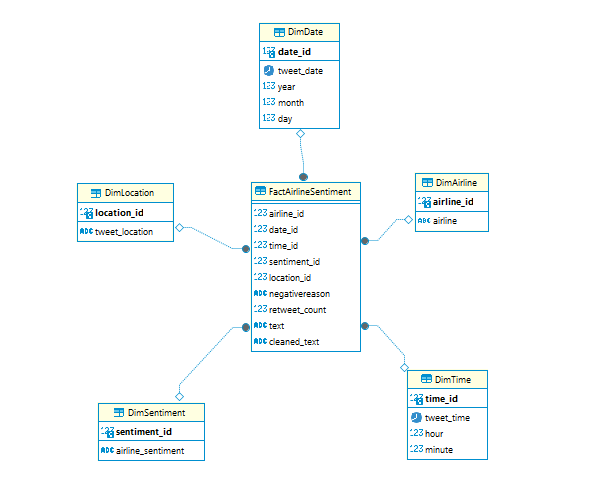 DimDate
123 date_id
tweet_date
123 year
123 month
123 day
DimLocation
123 location_id
ABC tweet_location
FactAirlineSentiment
123 airline_id
123 date_id
123 time_id
123 sentiment_id
123 location_id
ABC negativereason
123 retweet_count
ABC text
ABC cleaned_text
DimAirline
123 airline_id
ABC airline
DimSentiment
123 sentiment_id
ABC airline_sentiment
DimTime
123 time_id
tweet_time
123 hour
123 minute